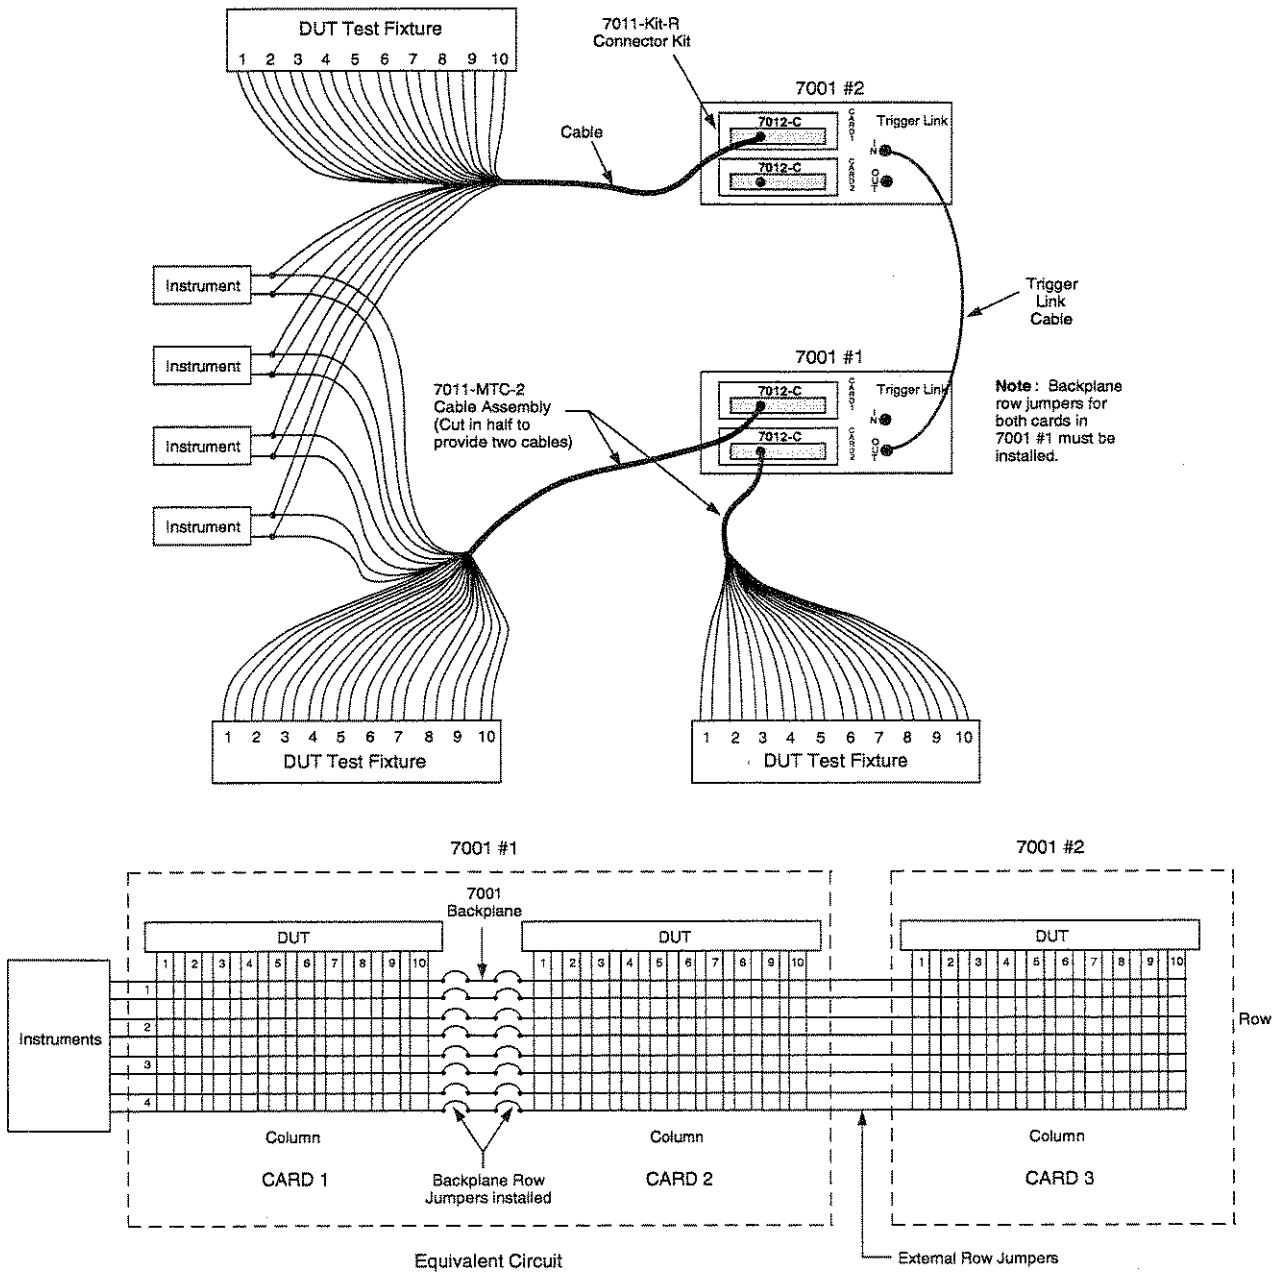 DUT Test Fixture
1 2 3 4 5 6 7 8 9 10
7011-Kit-R
Connector Kit
Cable
7001 #2
7012-C
CARD1
7012-C
CARD2
Trigger Link
IN
OUT
Instrument
Instrument
Instrument
Instrument
Trigger
Link
Cable
7001 #1
7012-C
CARD1
7012-C
CARD2
Trigger Link
IN
OUT
Note : Backplane
row jumpers for
both cards in
7001 #1 must be
installed.
7011-MTC-2
Cable Assembly
(Cut in half to
provide two cables)
1 2 3 4 5 6 7 8 9 10
DUT Test Fixture
1 2 3 4 5 6 7 8 9 10
DUT Test Fixture
7001 #1
7001 #2
7001
Backplane
DUT
DUT
DUT
1 2 3 4 5 6 7 8 9 10
1 2 3 4 5 6 7 8 9 10
1 2 3 4 5 6 7 8 9 10
Instruments
1
2
3
4
Row
Column
Column
Column
CARD 1
Backplane Row
Jumpers installed
CARD 2
CARD 3
Equivalent Circuit
External Row Jumpers